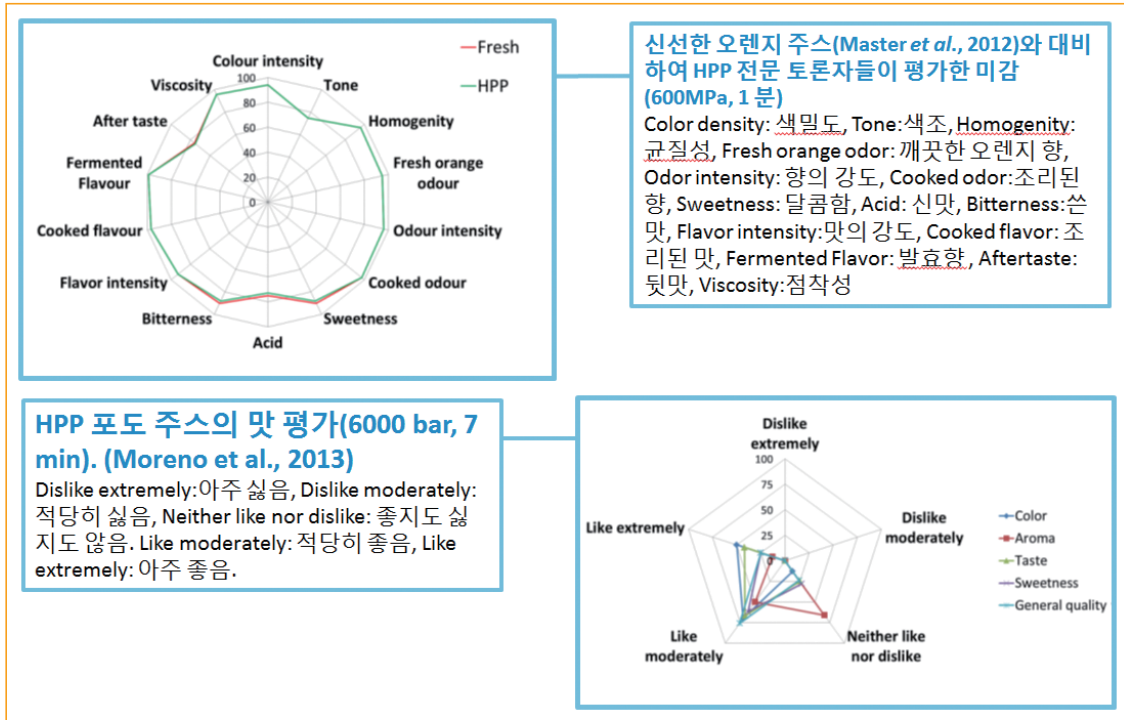 Fresh
HPP
Colour intensity
100
80
60
40
20
0
Tone
Homogenity
Fresh orange
odour
Odour intensity
Cooked odour
Sweetness
Acid
Bitterness
Flavor intensity
Cooked flavour
Fermented
Flavour
After taste
Viscosity
신선한 오렌지 주스(Master et al., 2012)와 대비
하여 HPP 전문 토론자들이 평가한 미감
(600MPa, 1 분)
Color density: 색밀도, Tone:색조, Homogenity:
균질성, Fresh orange odor: 깨끗한 오렌지 향,
Odor intensity: 향의 강도, Cooked odor:조리된
향, Sweetness: 달콤함, Acid: 신맛, Bitterness:쓴
맛, Flavor intensity:맛의 강도, Cooked flavor: 조
리된 맛, Fermented Flavor: 발효향, Aftertaste:
뒷맛, Viscosity:점착성
HPP 포도 주스의 맛 평가(6000 bar, 7
min). (Moreno et al., 2013)
Dislike extremely:아주 싫음, Dislike moderately:
적당히 싫음, Neither like nor dislike: 좋지도 싫
지도 않음. Like moderately: 적당히 좋음, Like
extremely: 아주 좋음.
Dislike
extremely
100
75
50
25
0
Dislike
moderately
Neither like
nor dislike
Like
moderately
Like extremely
Color
Aroma
Taste
Sweetness
General quality